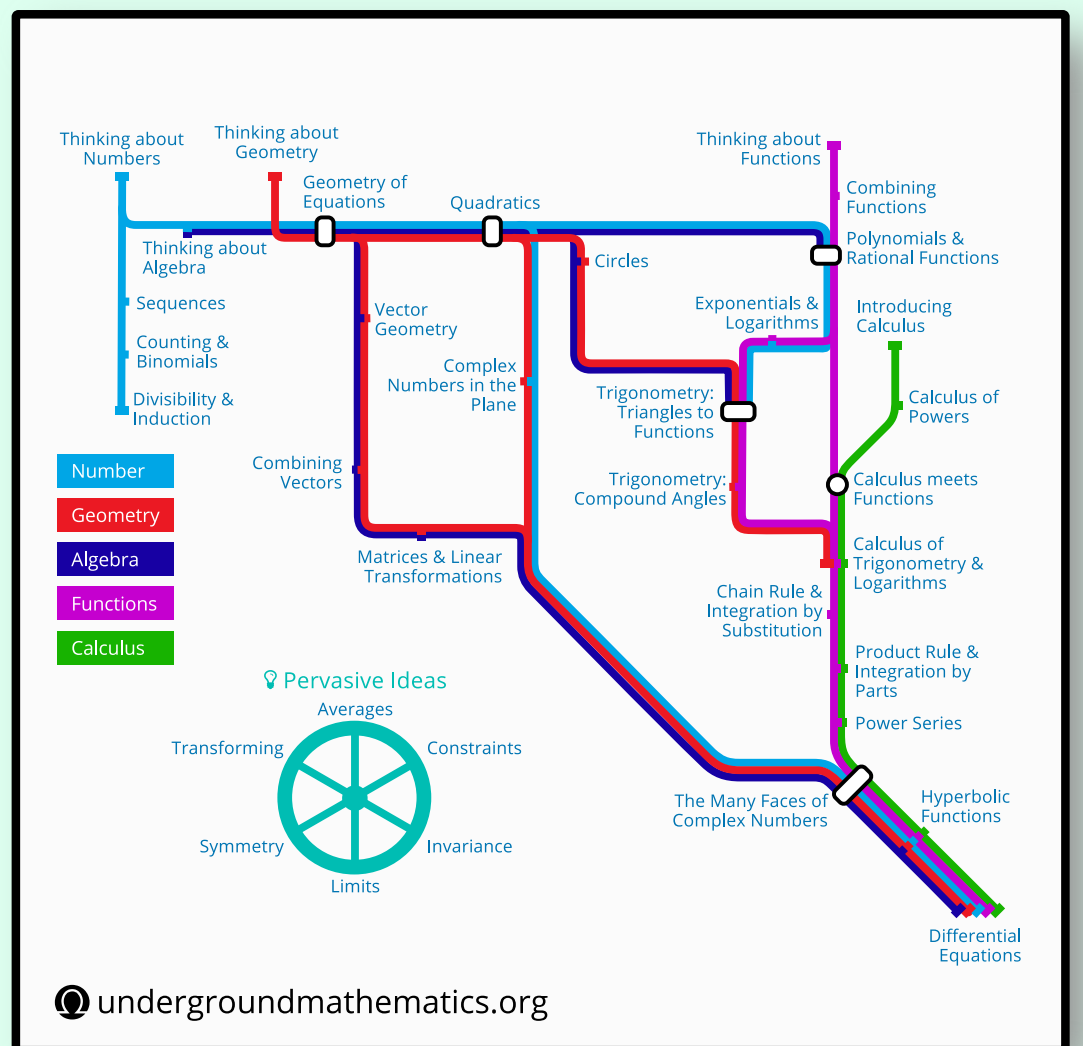 Thinking about
Numbers
Thinking about
Geometry
Geometry of
Equations
Quadratics
Thinking about
Functions
Combining
Functions
Polynomials &
Rational Functions
Thinking about
Algebra
Circles
Sequences
Vector
Geometry
Exponentials &
Logarithms
Introducing
Calculus
Counting &
Binomials
Complex
Numbers in the
Plane
Divisibility &
Induction
Trigonometry:
Triangles to
Functions
Calculus of
Powers
Combining
Vectors
Trigonometry:
Compound Angles
Calculus meets
Functions
Number
Geometry
Algebra
Functions
Calculus
Matrices & Linear
Transformations
Calculus of
Trigonometry &
Logarithms
Chain Rule &
Integration by
Substitution
Product Rule &
Integration by
Parts
Power Series
Pervasive Ideas
Averages
Transforming
Constraints
Symmetry
Invariance
Limits
The Many Faces of
Complex Numbers
Hyperbolic
Functions
Differential
Equations
undergroundmathematics.org